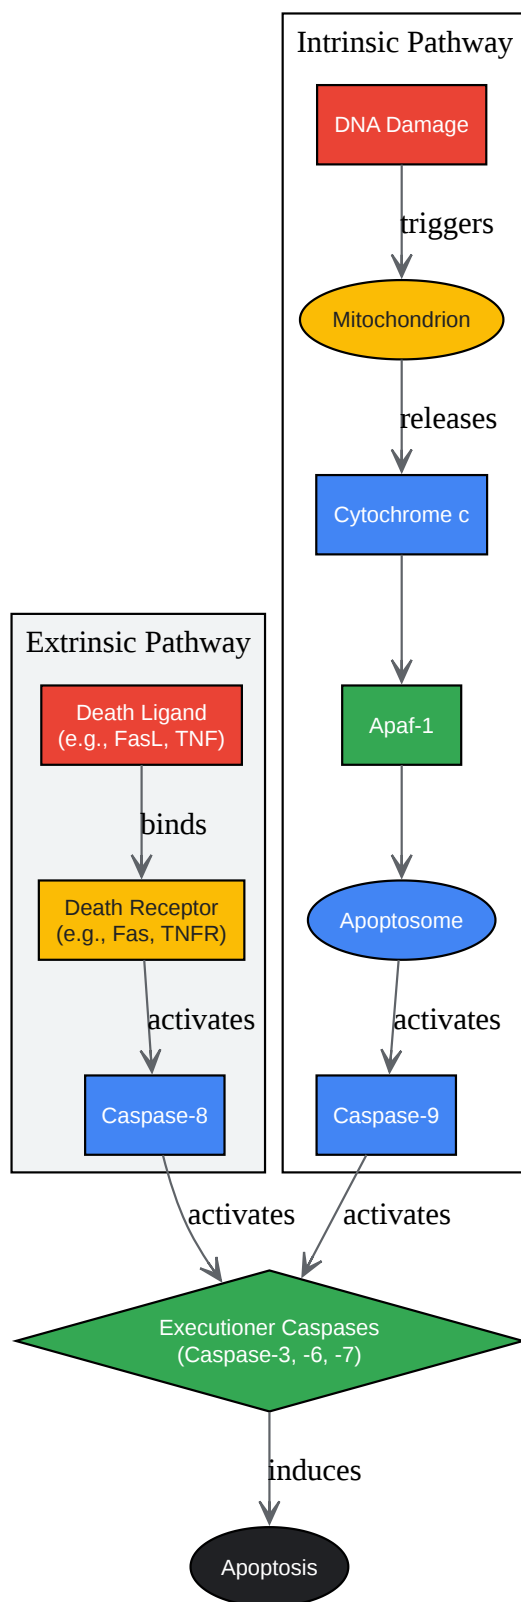 Intrinsic Pathway
DNA Damage
triggers
Mitochondrion
releases
Cytochrome c
Apaf-1
Apoptosome
activates
Caspase-9
activates
Extrinsic Pathway
Death Ligand
(e.g., FasL, TNF)
binds
Death Receptor
(e.g., Fas, TNFR)
activates
Caspase-8
activates
Executioner Caspases
(Caspase-3, -6, -7)
induces
Apoptosis